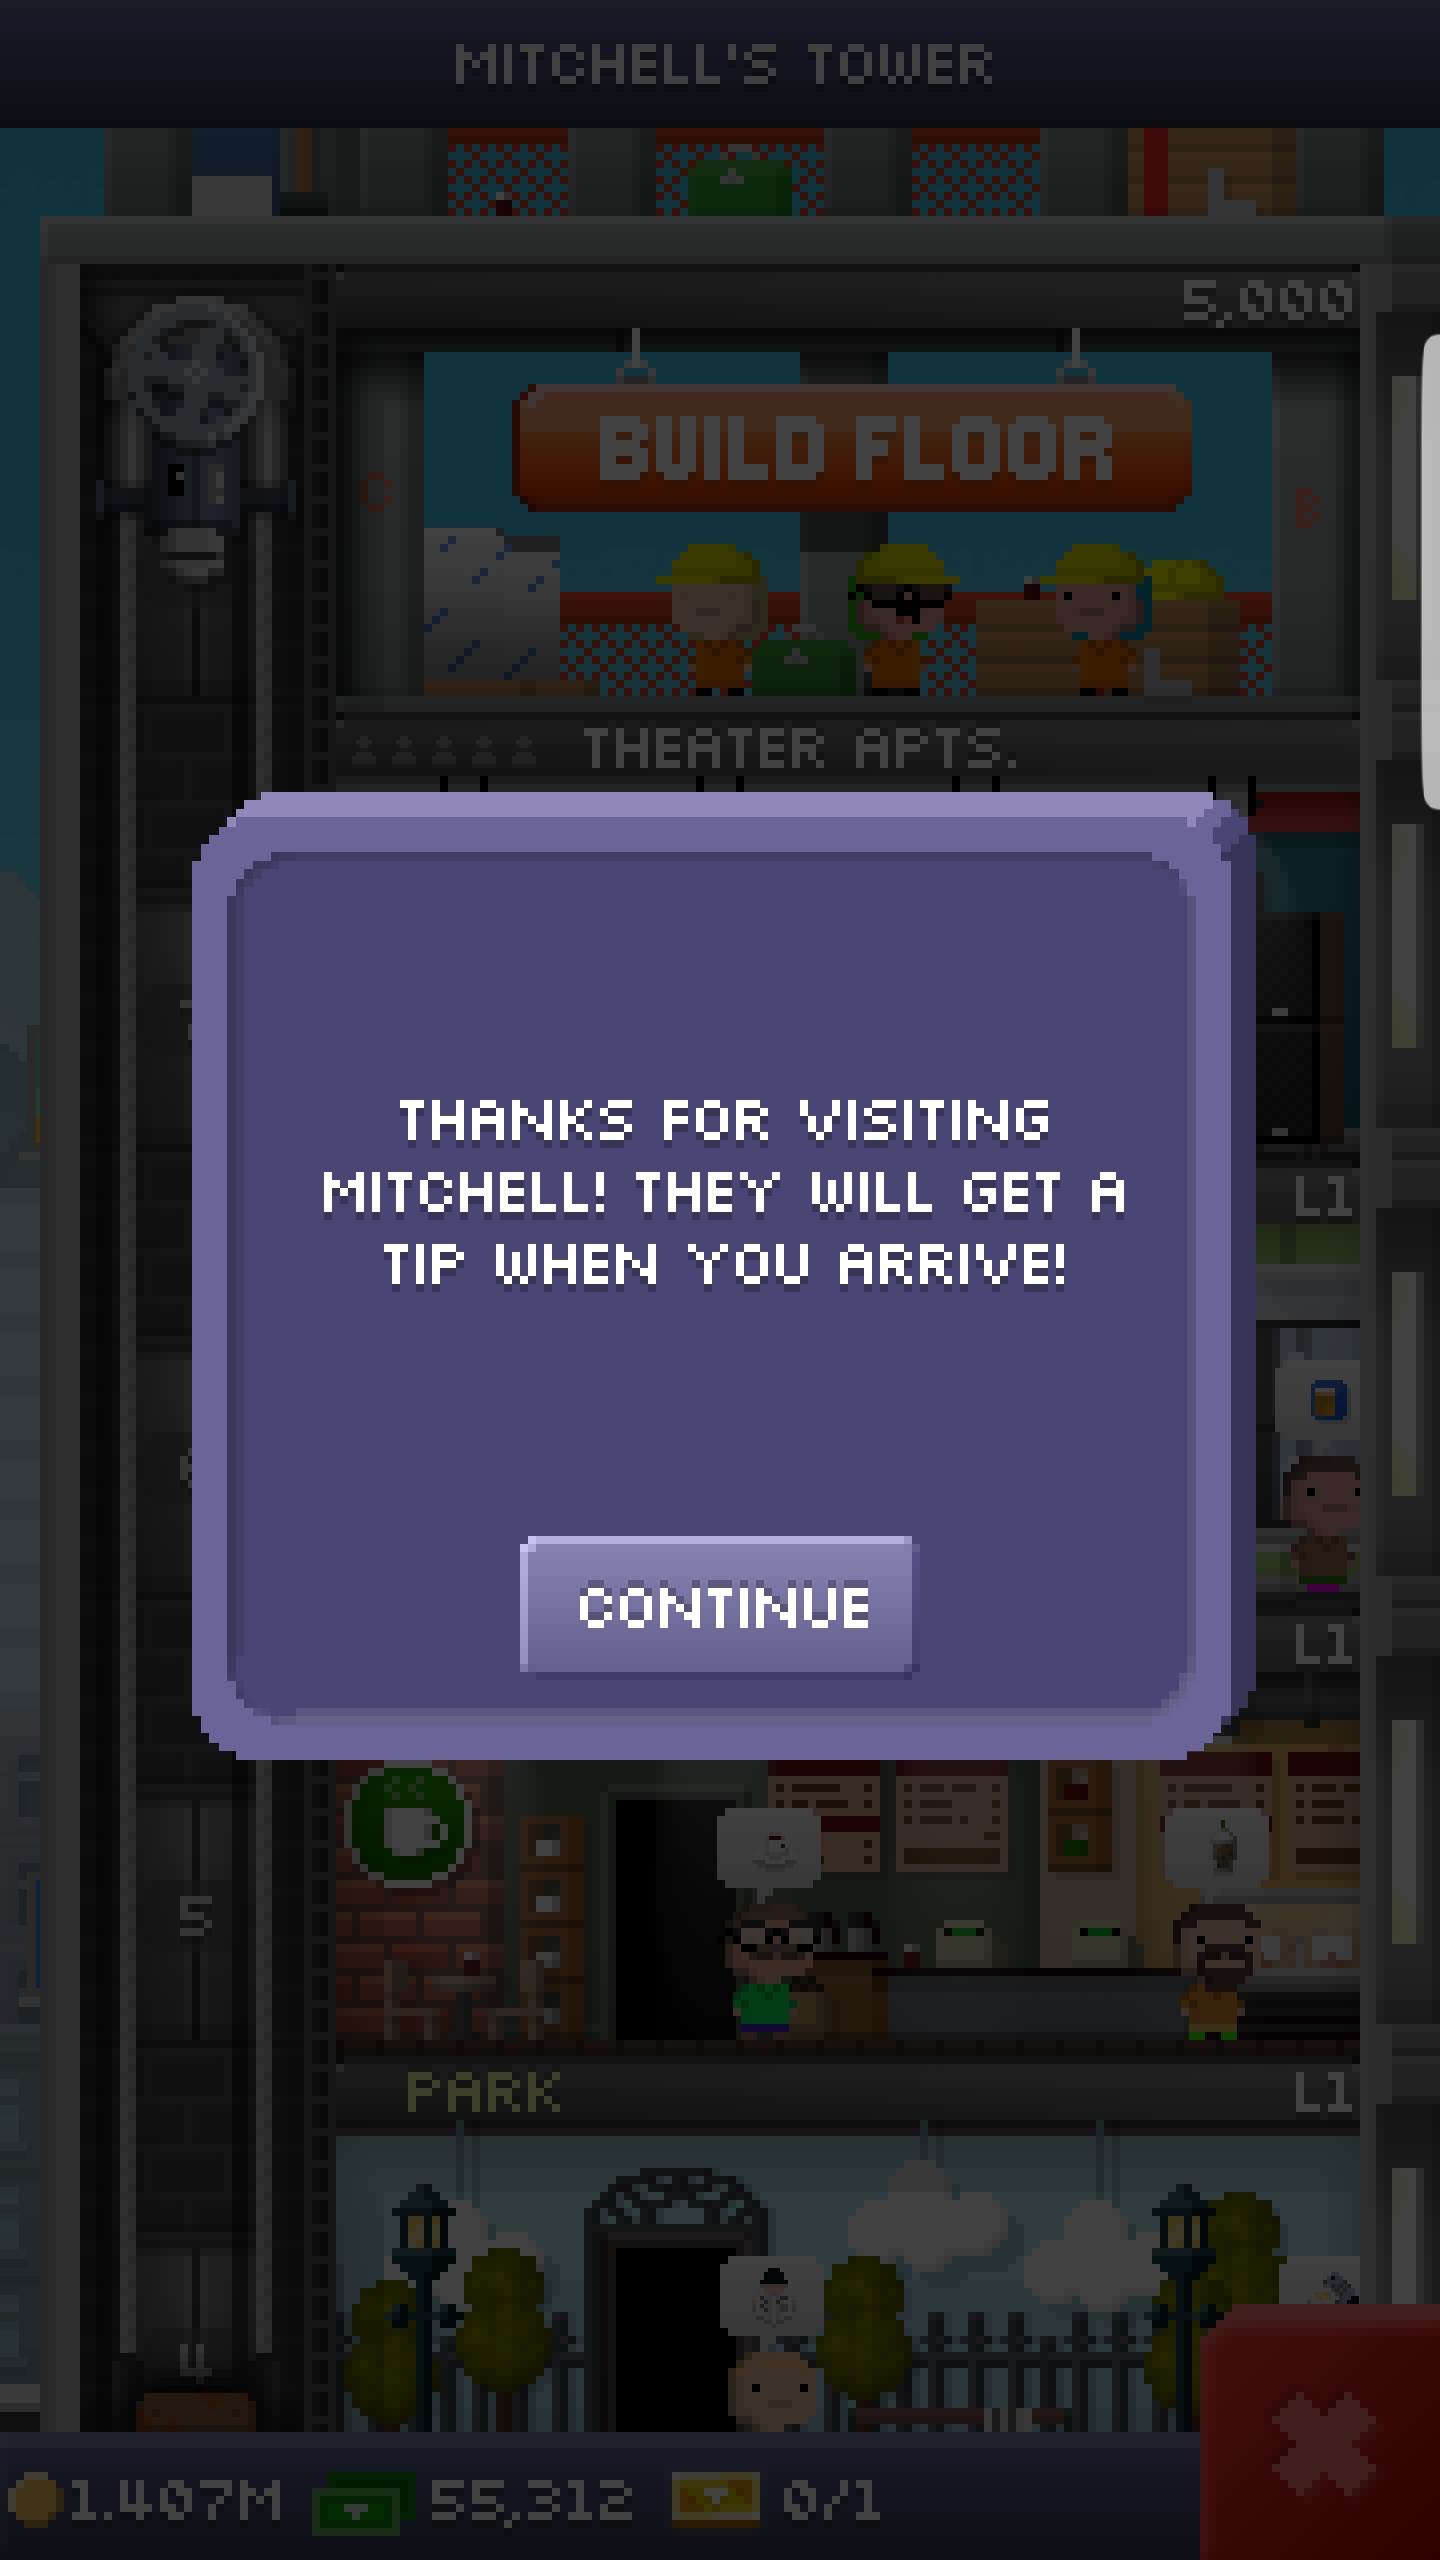 MITCHELL'S TOWER
5,000
BUILD FLOOR
C
B
THEATER APTS.
THANKS FOR VISITING
MITCHELL! THEY WILL GET A
TIP WHEN YOU ARRIVE!
L1
L1
CONTINUE
5
PARK
L1
4
1.407M
55,312
0/1